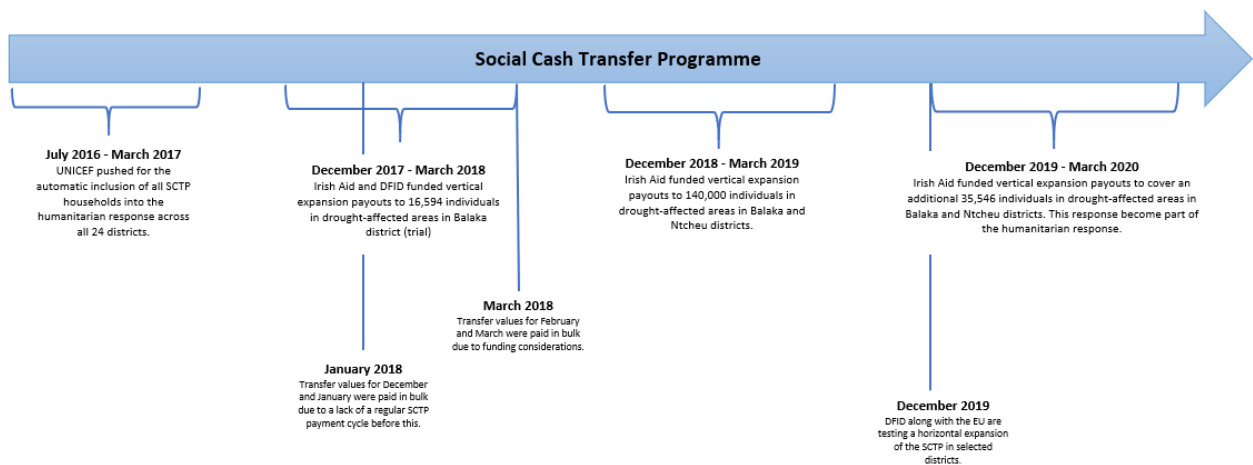 Social Cash Transfer Programme
July 2016 - March 2017
UNICEF pushed for the
automatic inclusion of all SCTP
households into the
humanitarian response across
all 24 districts.
December 2017 - March 2018
Irish Aid and DFID funded vertical
expansion payouts to 16,594 individuals
in drought-affected areas in Balaka
district (trial)
January 2018
Transfer values for December
and January were paid in bulk
due to a lack of a regular SCTP
payment cycle before this.
March 2018
Transfer values for February
and March were paid in bulk
due to funding considerations.
December 2018 - March 2019
Irish Aid funded vertical expansion
payouts to 140,000 individuals in
drought-affected areas in Balaka and
Ntcheu districts.
December 2019 - March 2020
Irish Aid funded vertical expansion payouts to cover an
additional 35,546 individuals in drought-affected areas in
Balaka and Ntcheu districts. This response become part of
the humanitarian response.
December 2019
DFID along with the EU are
testing a horizontal expansion
of the SCTP in selected
districts.